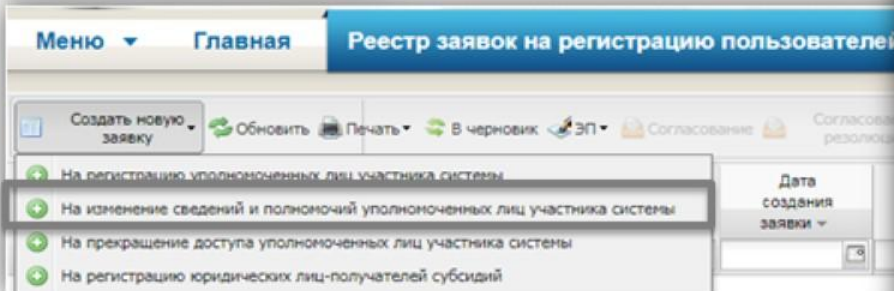 Меню Главная Реестр заявок на регистрацию пользователей
Создать новую заявку Обновить Печать В черновик ЭП Согласование
На регистрацию уполномоченных лиц участника системы
На изменение сведений и полномочий уполномоченных лиц участника системы
Дата
создания
заявки
На прекращение доступа уполномоченных лиц участника системы
На регистрацию юридических лиц-получателей субсидий